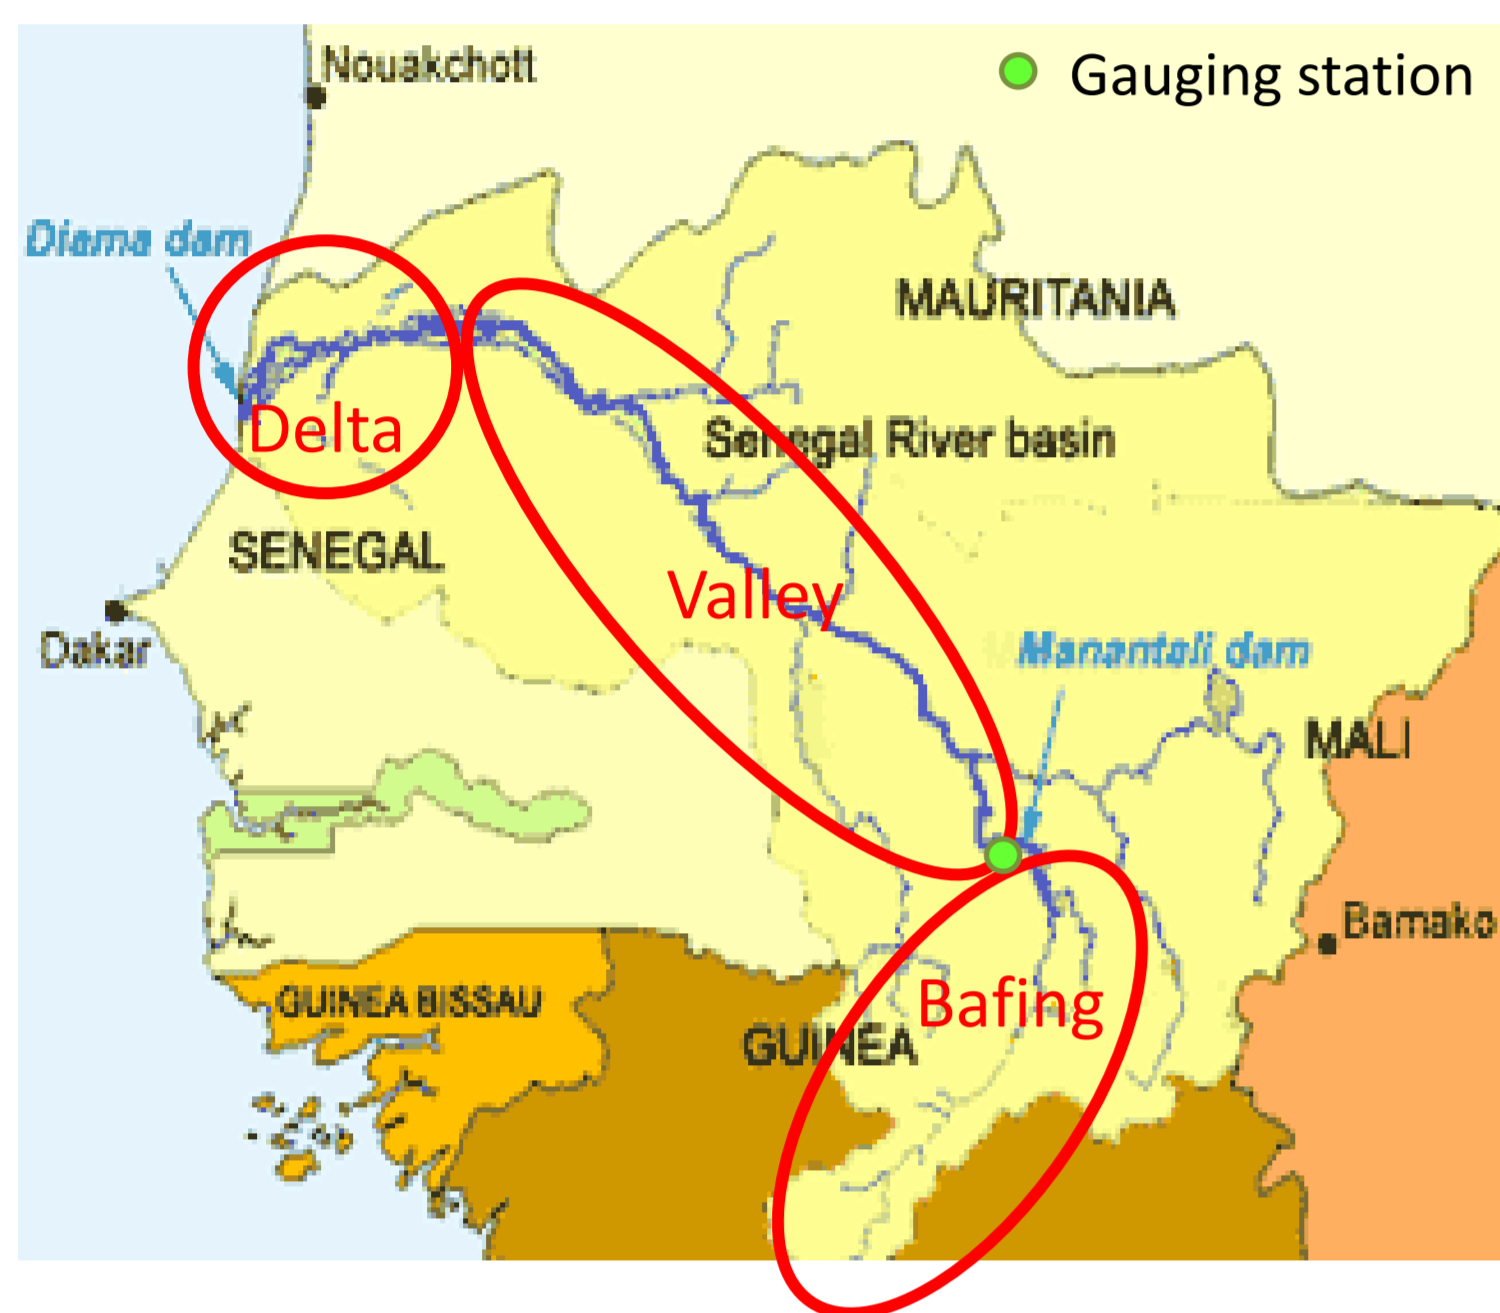 Nouakchott
Gauging station
Diama dam
MAURITANIA
Delta
Senegal River basin
SENEGAL
Valley
Dakar
Manantali dam
MALI
Bamako
GUINEA BISSAU
Bafing
GUINEA